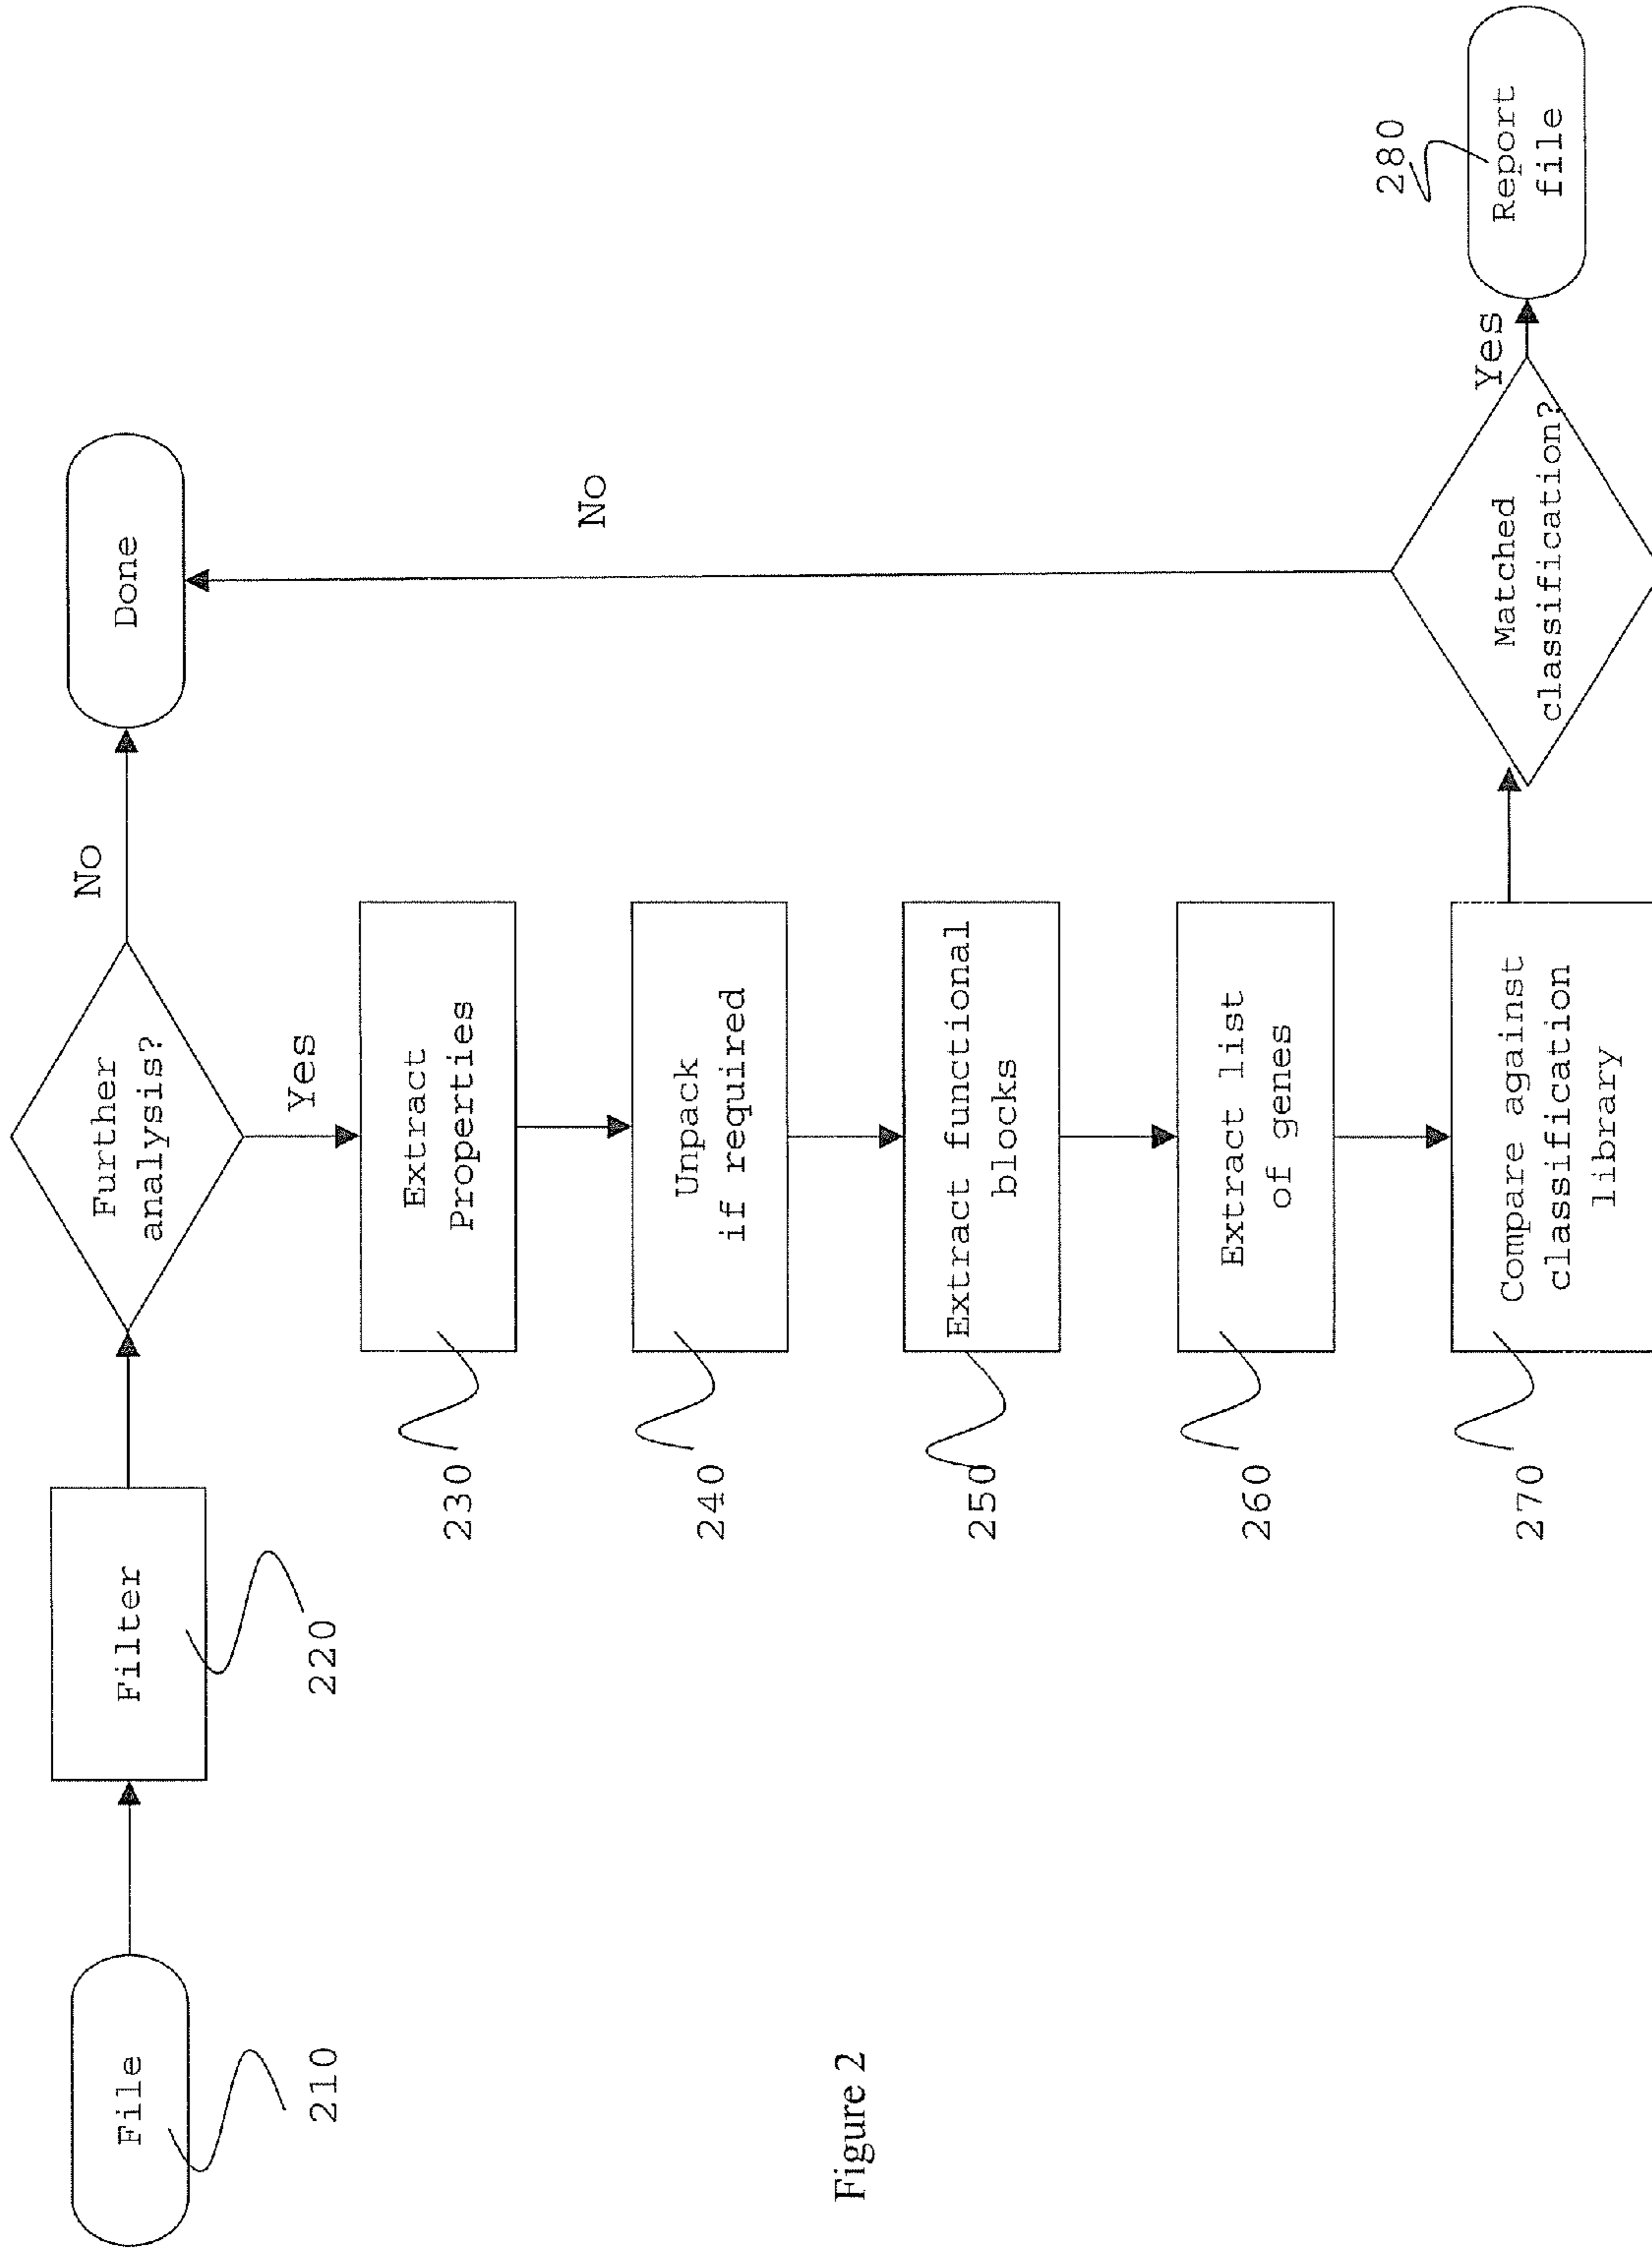 File
210
Filter
220
Further
analysis?
No
Done
Yes
Extract
Properties
230
Unpack
if required
240
Extract functional
blocks
250
Extract list
of genes
260
Compare against
classification
library
270
Matched
classification?
No
Yes
Report
file
280
Figure 2